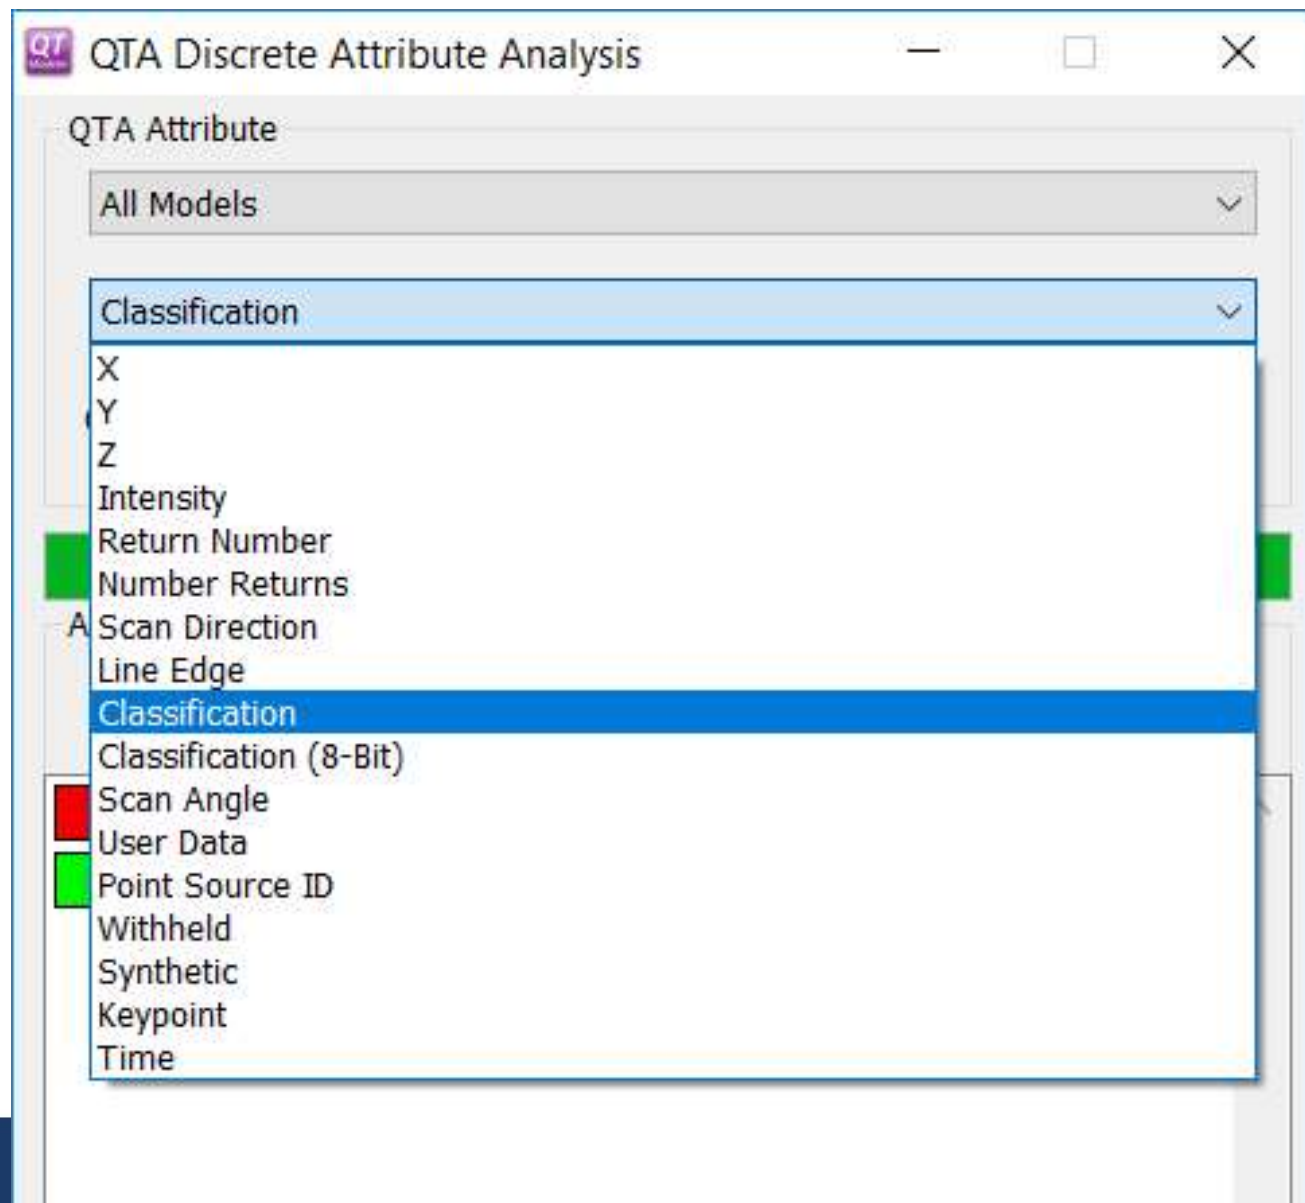 QT
QTA Discrete Attribute Analysis
QTA Attribute
All Models
Classification
X
Y
Z
Intensity
Return Number
Number Returns
Scan Direction
A
Line Edge
Classification
Classification (8-Bit)
Scan Angle
User Data
Point Source ID
Withheld
Synthetic
Keypoint
Time